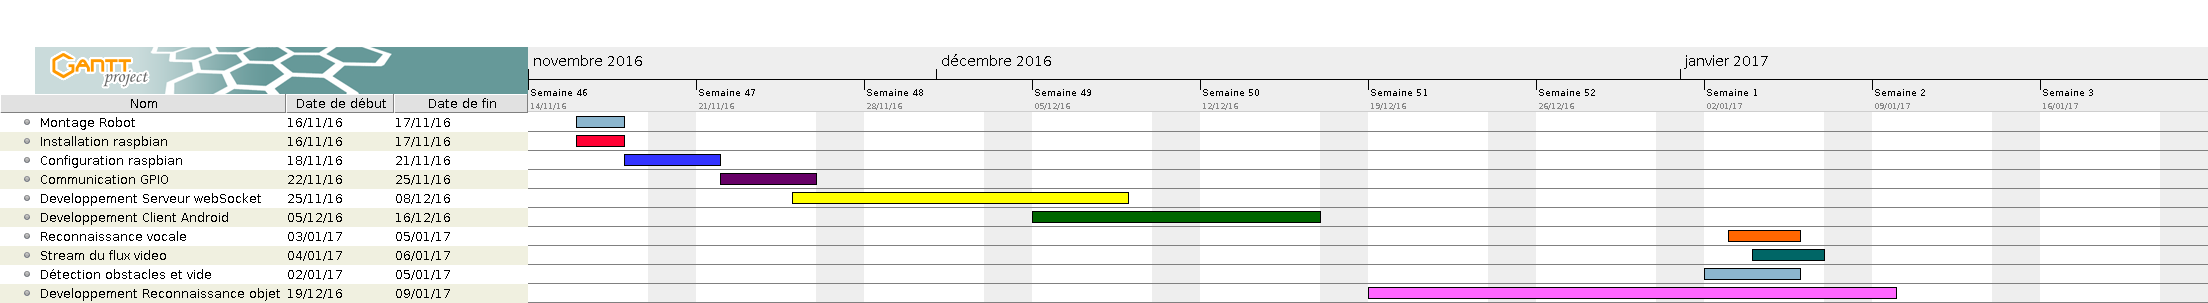 GANTT
project
novembre 2016 décembre 2016 janvier 2017
Semaine 46 Semaine 47 Semaine 48 Semaine 49 Semaine 50 Semaine 51 Semaine 52 Semaine 1 Semaine 2 Semaine 3
Nom Date de début Date de fin
14/11/16 21/11/16 28/11/16 05/12/16 12/12/16 19/12/16 26/12/16 02/01/17 09/01/17 16/01/17
Montage Robot 16/11/16 17/11/16
Installation raspbian 16/11/16 17/11/16
Configuration raspbian 18/11/16 21/11/16
Communication GPIO 22/11/16 25/11/16
Developpement Serveur webSocket 25/11/16 08/12/16
Developpement Client Android 05/12/16 16/12/16
Reconnaissance vocale 03/01/17 05/01/17
Stream du flux video 04/01/17 06/01/17
Détection obstacles et vide 02/01/17 05/01/17
Developpement Reconnaissance objet 19/12/16 09/01/17